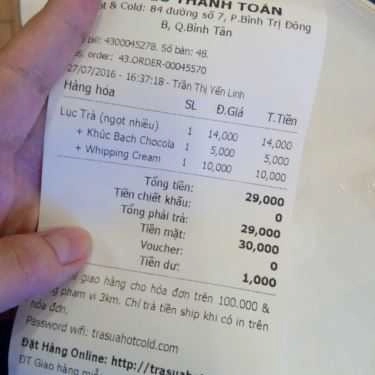 THANH TOÁN
& Cold: 84 đường số 7, P.Bình Trị Đông
B, Q.Bình Tân
bill: 4300045278. Số bàn: 48.
order: 43.ORDER-00045570
27/07/2016 - 16:37:18 - Trần Thị Yến Linh
Hàng hóa SL Đ.Giá T.Tiền
Lục Trà (ngọt nhiều) 1 14,000 14,000
+ Khúc Bạch Chocola 1 5,000 5,000
+ Whipping Cream 1 10,000 10,000
Tổng tiền: 29,000
Tiền chiết khấu: 0
Tổng phải trả: 29,000
Tiền mặt: 30,000
Voucher: 0
Tiền dư: 1,000
giao hàng cho hóa đơn trên 100.000 &
phạm vi 3km. Chỉ trả tiền ship khi có in trên
hóa đơn.
Password wifi: trasuahotcold.com
Đặt Hàng Online: http://trasua
ĐT Giao hàng